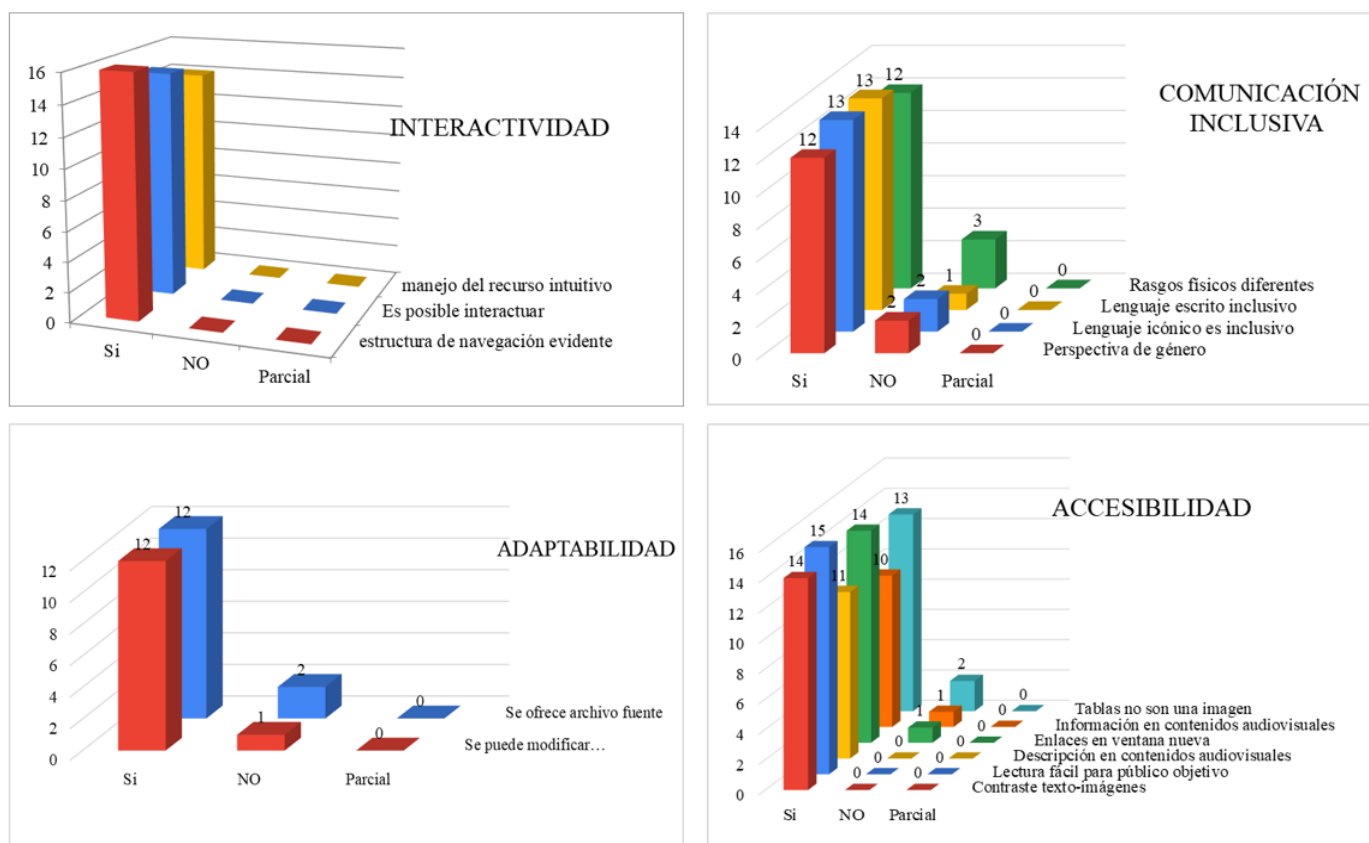 INTERACTIVIDAD
16
14
12
10
8
6
4
2
0
Si
NO
Parcial
manejo del recurso intuitivo
Es posible interactuar
estructura de navegación evidente
COMUNICACIÓN
INCLUSIVA
14
12
10
8
6
4
2
0
12
13
13
12
2
2
1
3
0
0
0
0
Si
NO
Parcial
Rasgos físicos diferentes
Lenguaje escrito inclusivo
Lenguaje icónico es inclusivo
Perspectiva de género
ADAPTABILIDAD
12
10
8
6
4
2
0
12
12
1
2
0
0
Si
NO
Parcial
Se ofrece archivo fuente
Se puede modificar…
ACCESIBILIDAD
16
14
12
10
8
6
4
2
0
14
15
11
14
10
13
0
0
1
1
2
0
0
0
0
0
Si
NO
Parcial
Tablas no son una imagen
Información en contenidos audiovisuales
Enlaces en ventana nueva
Descripción en contenidos audiovisuales
Lectura fácil para público objetivo
Contraste texto-imágenes